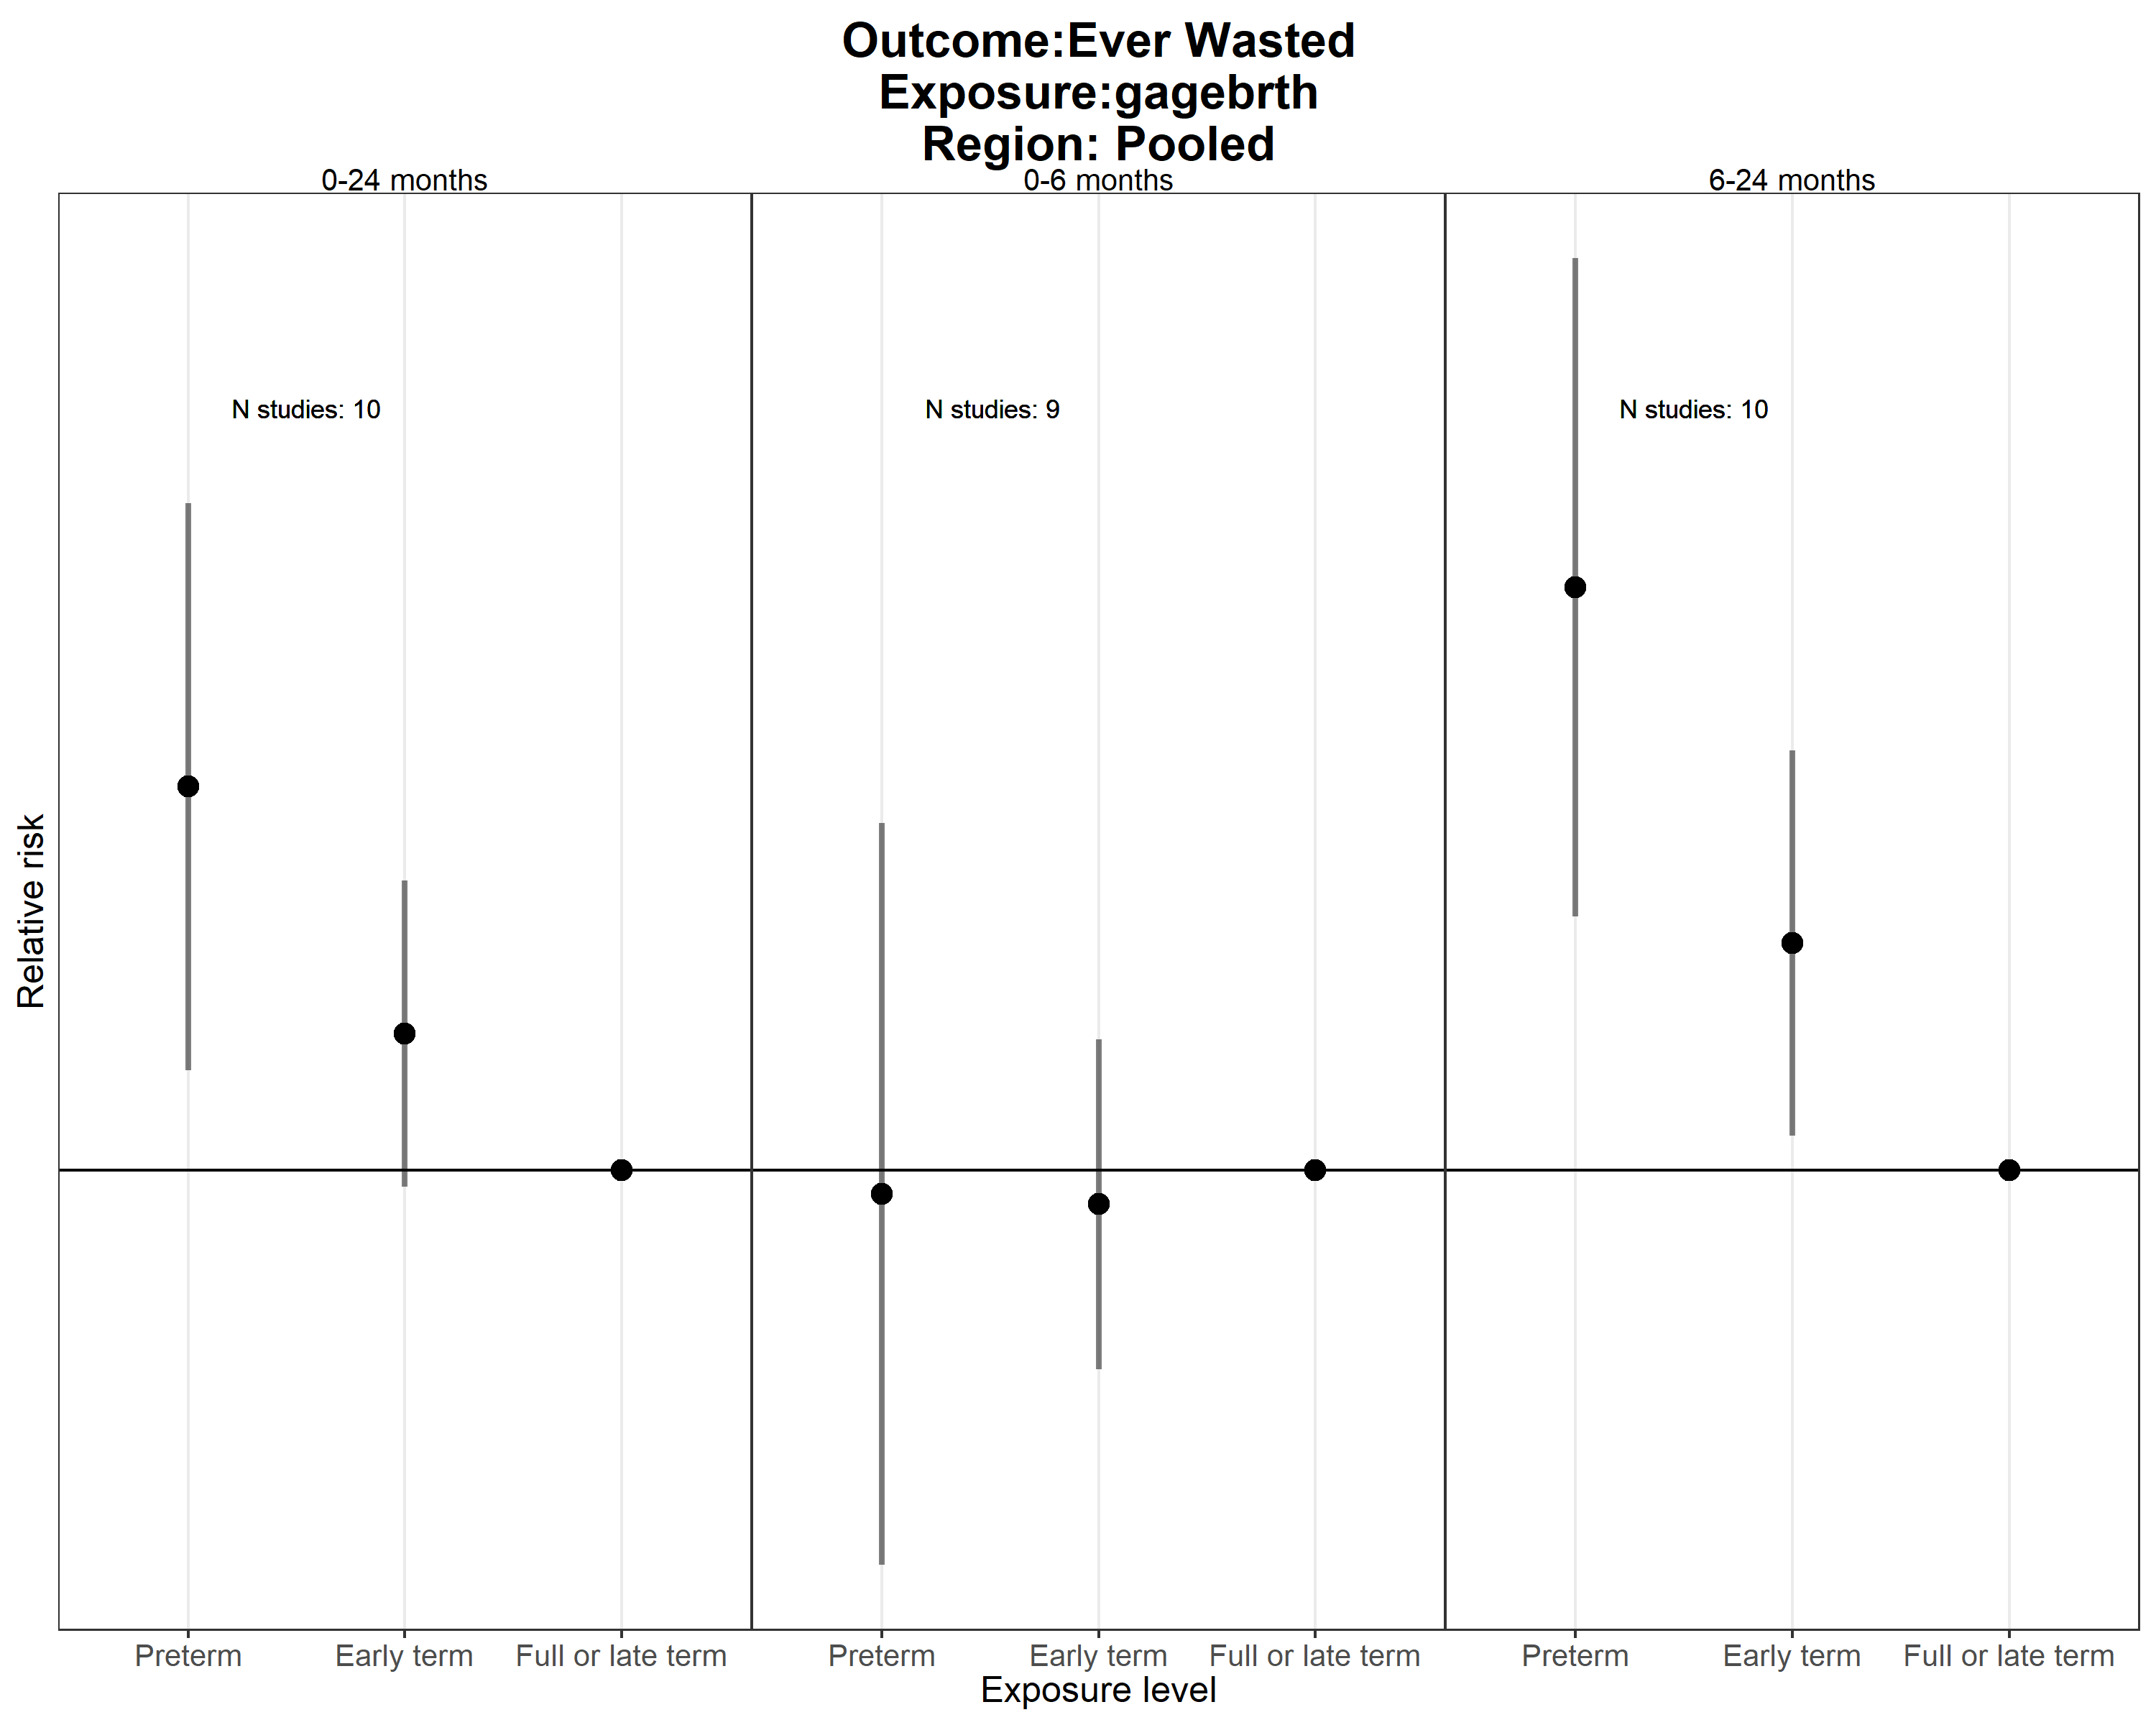 Outcome:Ever Wasted
Exposure:gagebrth
Region: Pooled
0-24 months
0-6 months
6-24 months
N studies: 10
N studies: 9
N studies: 10
Relative risk
Preterm
Early term
Full or late term
Preterm
Early term
Full or late term
Preterm
Early term
Full or late term
Exposure level